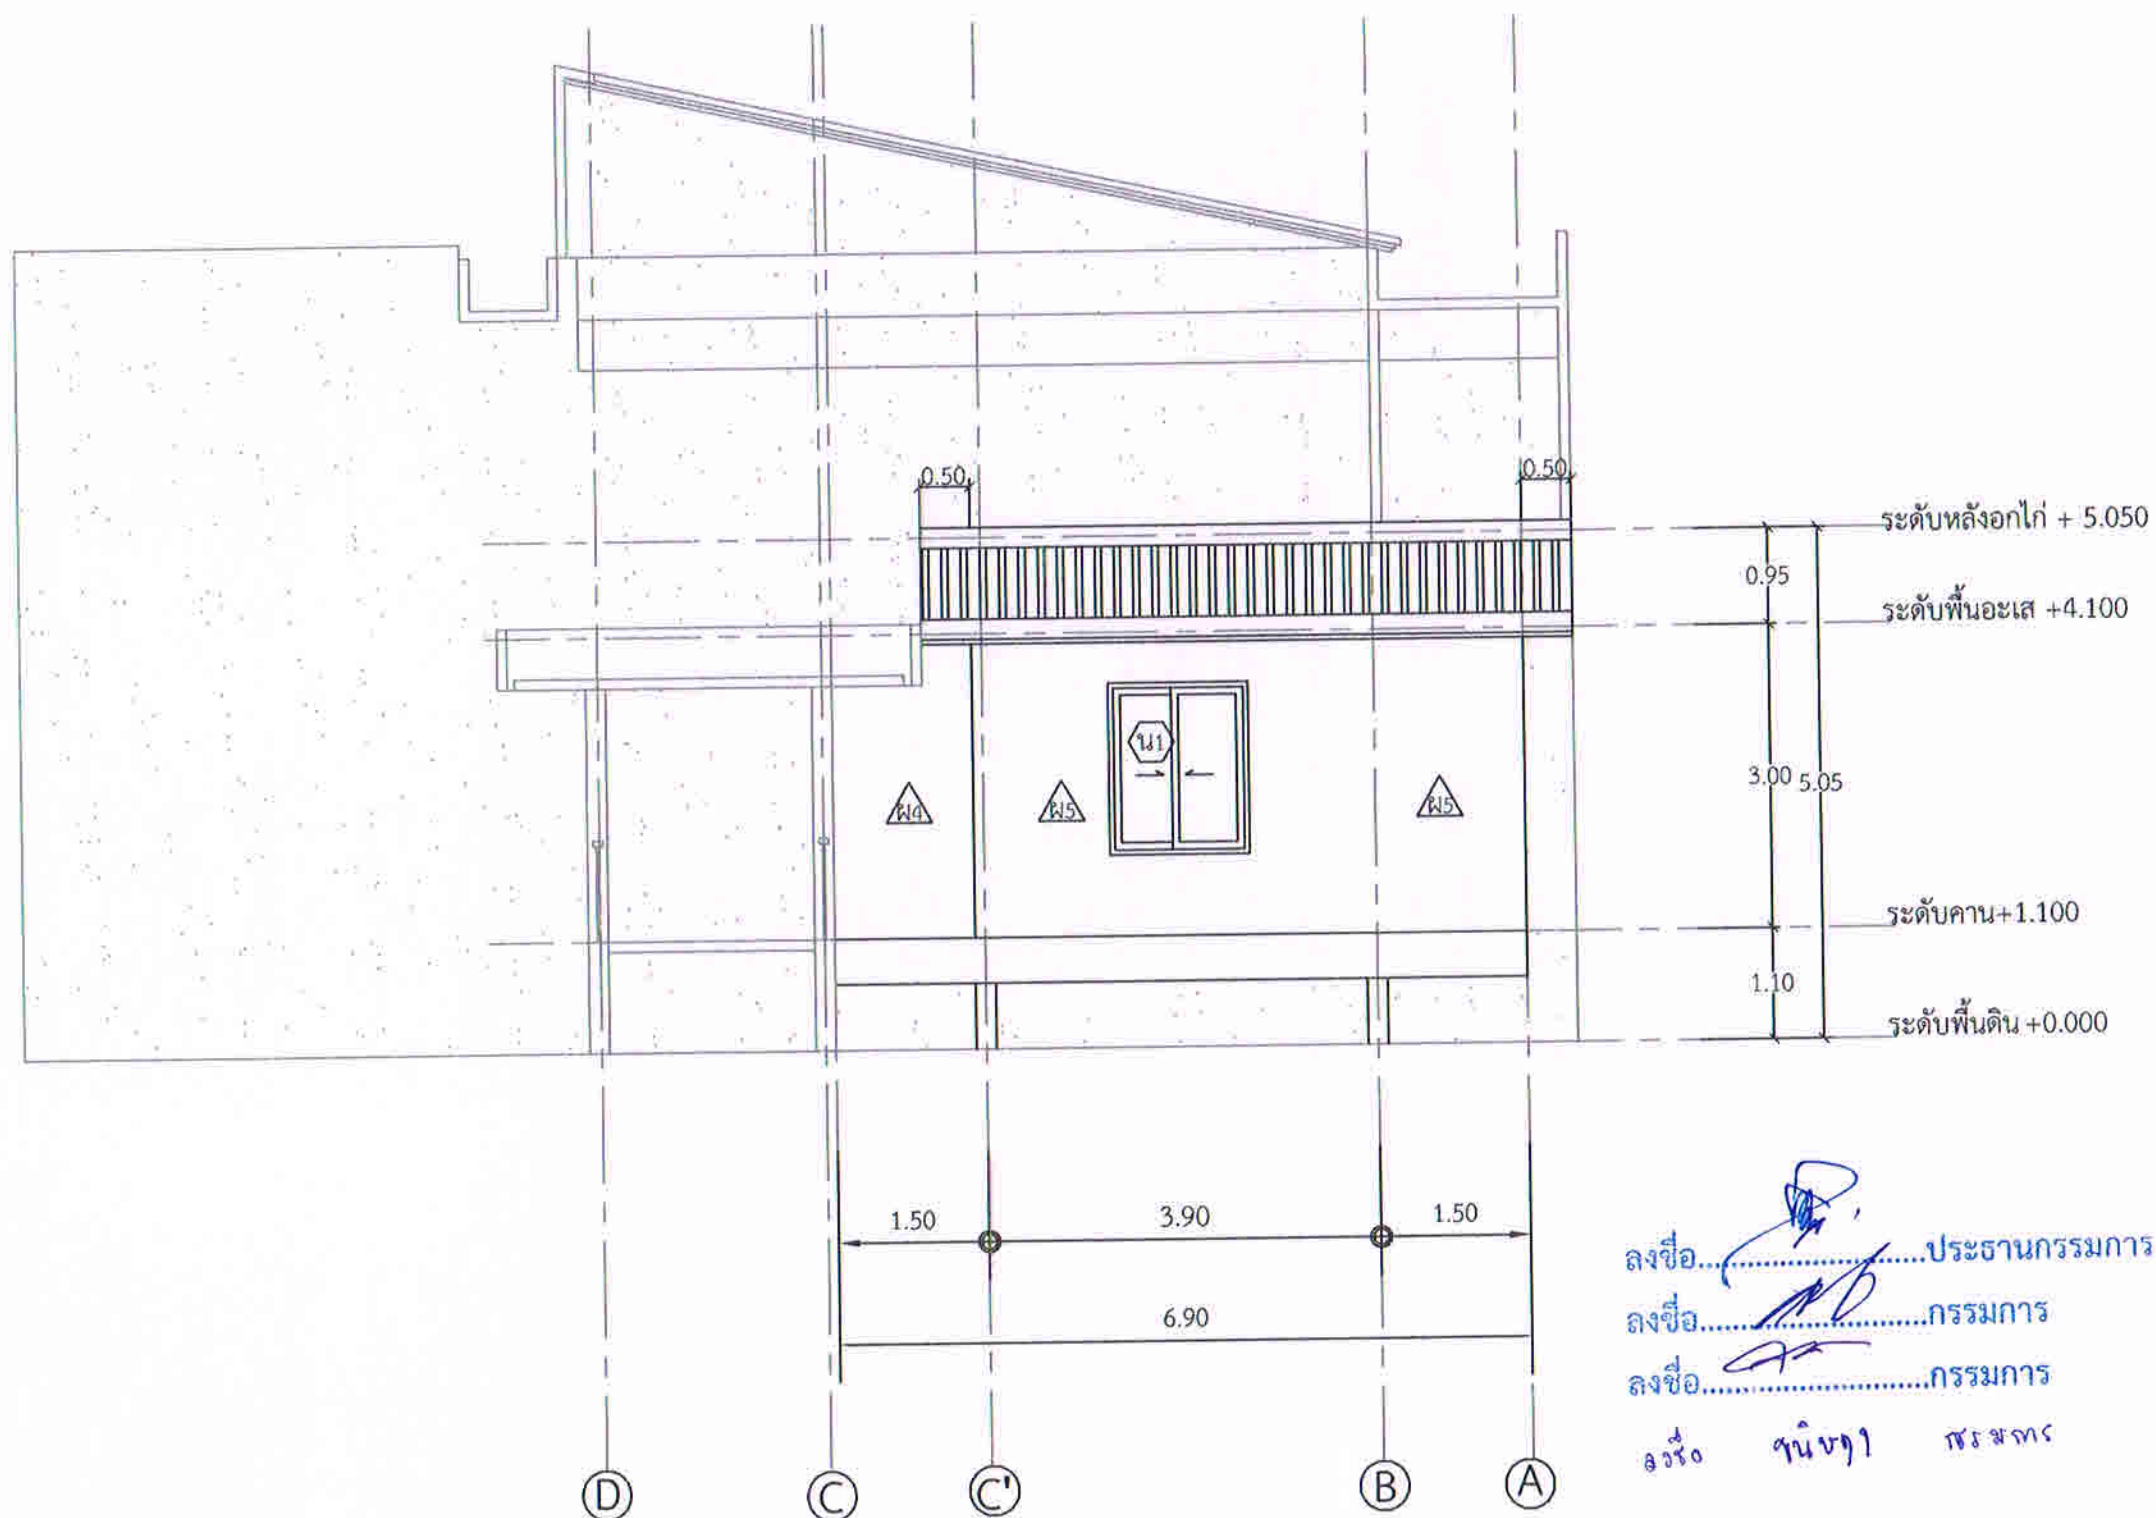 0.50
0.50
ระดับหลังอกไก่ + 5.050
0.95
ระดับพื้นอะเส +4.100
น1
3.00 5.05
ผ4
ผ5
ผ5
ระดับคาน+1.100
1.10
ระดับพื้นดิน +0.000
1.50
3.90
1.50
6.90
ลงชื่อ..............................ประธานกรรมการ
ลงชื่อ..............................กรรมการ
ลงชื่อ..............................กรรมการ
ลงชื่อ กรรมการ
D
C
C'
B
A